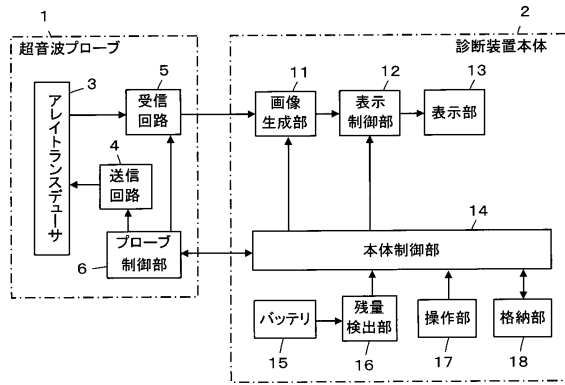 1
超音波プローブ
3
アレイトランスデューサ
5
受信
回路
4
送信
回路
プローブ
制御部
6
2
診断装置本体
11
画像
生成部
12
表示
制御部
13
表示部
14
本体制御部
バッテリ
15
残量
検出部
16
操作部
17
格納部
18